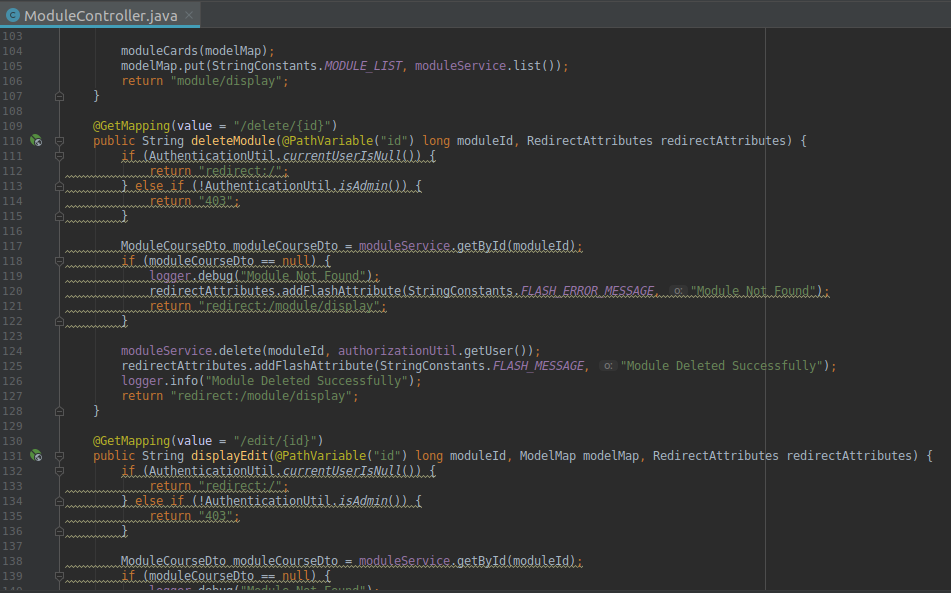 ModuleController.java
103
104 moduleCards(modelMap);
105 modelMap.put(StringConstants.MODULE_LIST, moduleService.list());
106 return "module/display";
107 }
108
109 @GetMapping(value = "/delete/{id}")
110 public String deleteModule(@PathVariable("id") long moduleId, RedirectAttributes redirectAttributes) {
111 if (AuthenticationUtil.currentUserIsNull()) {
112 return "redirect:/";
113 } else if (!AuthenticationUtil.isAdmin()) {
114 return "403";
115 }
116
117 ModuleCourseDto moduleCourseDto = moduleService.getById(moduleId);
118 if (moduleCourseDto == null) {
119 logger.debug("Module Not Found");
120 redirectAttributes.addFlashAttribute(StringConstants.FLASH_ERROR_MESSAGE, o: "Module Not Found");
121 return "redirect:/module/display";
122 }
123
124 moduleService.delete(moduleId, authorizationUtil.getUser());
125 redirectAttributes.addFlashAttribute(StringConstants.FLASH_MESSAGE, o: "Module Deleted Successfully");
126 logger.info("Module Deleted Successfully");
127 return "redirect:/module/display";
128 }
129
130 @GetMapping(value = "/edit/{id}")
131 public String displayEdit(@PathVariable("id") long moduleId, ModelMap modelMap, RedirectAttributes redirectAttributes) {
132 if (AuthenticationUtil.currentUserIsNull()) {
133 return "redirect:/";
134 } else if (!AuthenticationUtil.isAdmin()) {
135 return "403";
136 }
137
138 ModuleCourseDto moduleCourseDto = moduleService.getById(moduleId);
139 if (moduleCourseDto == null) {
140 logger.debug("Module Not Found");